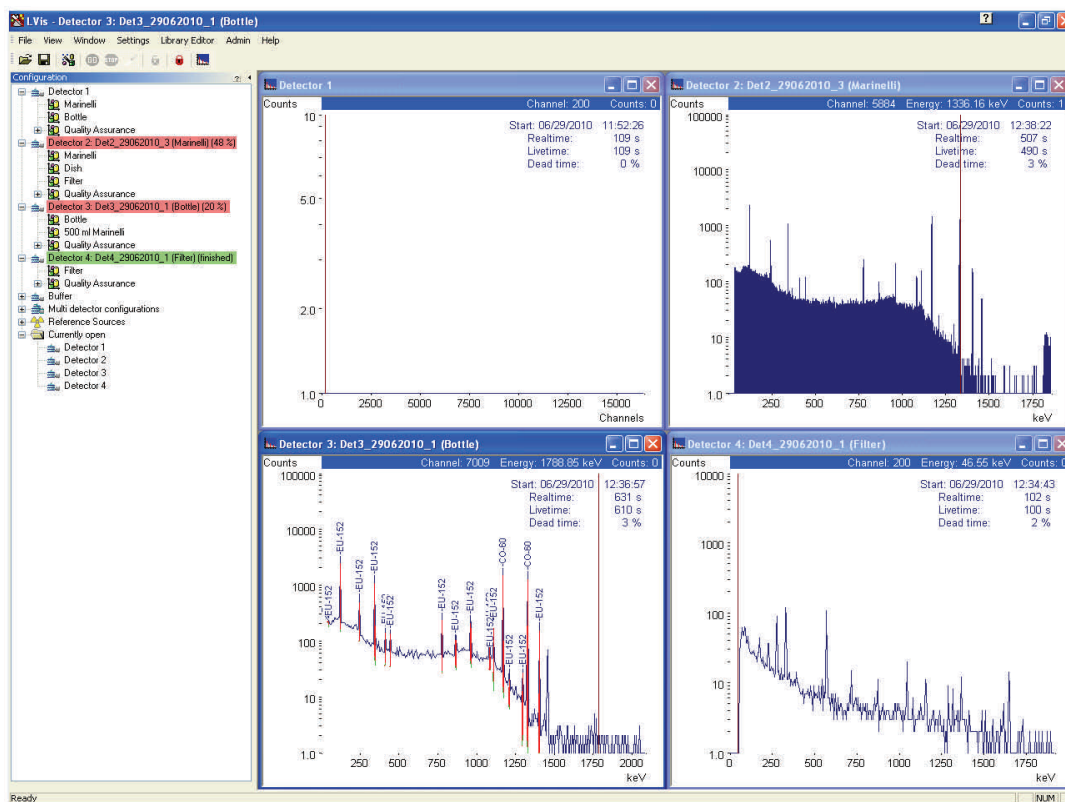 LVis - Detector 3: Det3_29062010_1 (Bottle)
File View Window Settings Library Editor Admin Help
Configuration
Detector 1
Marinelli
Bottle
Quality Assurance
Detector 2: Det2_29062010_3 (Marinelli) (48 %)
Marinelli
Dish
Filter
Quality Assurance
Detector 3: Det3_29062010_1 (Bottle) (20 %)
Bottle
500 ml Marinelli
Quality Assurance
Detector 4: Det4_29062010_1 (Filter) (finished)
Filter
Quality Assurance
Buffer
Multi detector configurations
Reference Sources
Currently open
Detector 1
Detector 2
Detector 3
Detector 4
Detector 1
Counts Channel: 200 Counts: 0
Start: 06/29/2010 11:52:26
Realtime: 109 s
Livetime: 109 s
Dead time: 0 %
10
5.0
2.0
1.0
0 2500 5000 7500 10000 12500 15000
Channels
Detector 2: Det2_29062010_3 (Marinelli)
Counts Channel: 5884 Energy: 1336.16 keV Counts: 1
Start: 06/29/2010 12:38:22
Realtime: 507 s
Livetime: 490 s
Dead time: 3 %
100000
10000
1000
100
10
1.0
250 500 750 1000 1250 1500 1750
keV
Detector 3: Det3_29062010_1 (Bottle)
Counts Channel: 7009 Energy: 1788.85 keV Counts: 0
Start: 06/29/2010 12:36:57
Realtime: 631 s
Livetime: 610 s
Dead time: 3 %
100000
10000
1000
100
10
1.0
-EU-152
-EU-152
-EU-152
-EU-152
-EU-152
-EU-152
-EU-152
-EU-152
-EU-152
-CO-60
-EU-152
-EU-152
-CO-60
-EU-152
0 250 500 750 1000 1250 1500 1750 2000
keV
Detector 4: Det4_29062010_1 (Filter)
Counts Channel: 200 Energy: 46.55 keV Counts: 0
Start: 06/29/2010 12:34:43
Realtime: 102 s
Livetime: 100 s
Dead time: 2 %
10000
1000
100
10
1.0
0 250 500 750 1000 1250 1500 1750
keV
Ready NUM